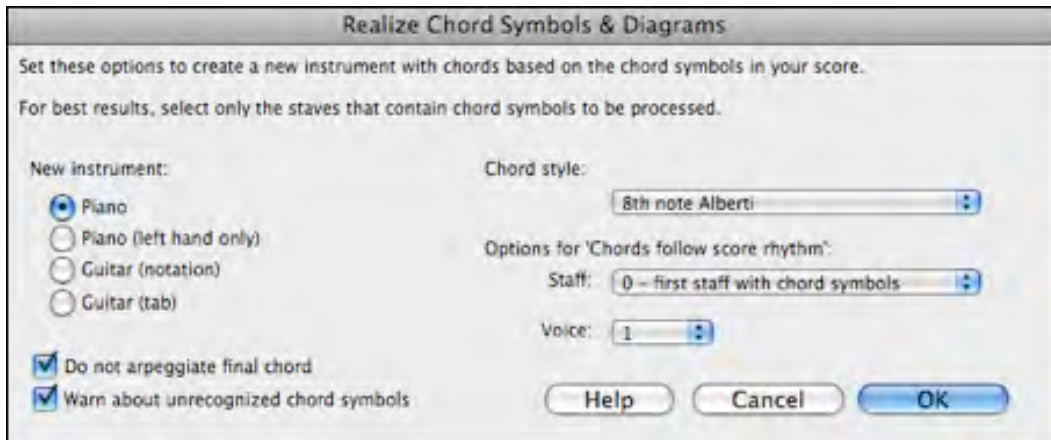 Realize Chord Symbols & Diagrams
Set these options to create a new instrument with chords based on the chord symbols in your score.
For best results, select only the staves that contain chord symbols to be processed.
New instrument:
Piano
Piano (left hand only)
Guitar (notation)
Guitar (tab)
Do not arpeggiate final chord
Warn about unrecognized chord symbols
Chord style:
8th note Alberti
Options for 'Chords follow score rhythm':
Staff: 0 - first staff with chord symbols
Voice: 1
Help Cancel OK